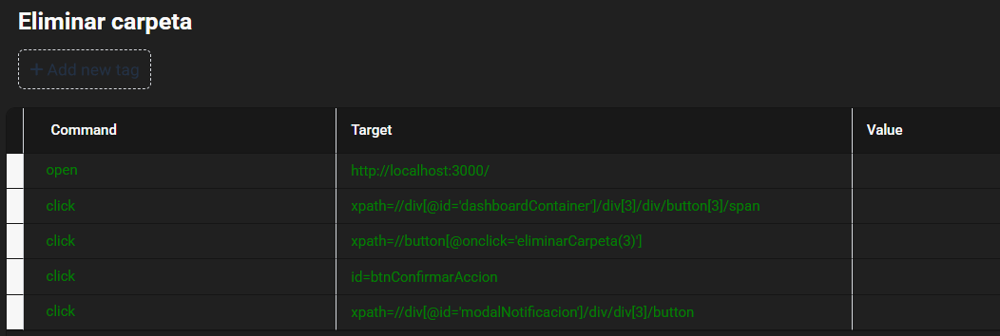 Eliminar carpeta
+ Add new tag
Command Target Value
open http://localhost:3000/
click xpath=//div[@id='dashboardContainer']/div[3]/div/button[3]/span
click xpath=//button[@onclick='eliminarCarpeta(3)']
click id=btnConfirmarAccion
click xpath=//div[@id='modalNotificacion']/div/div[3]/button